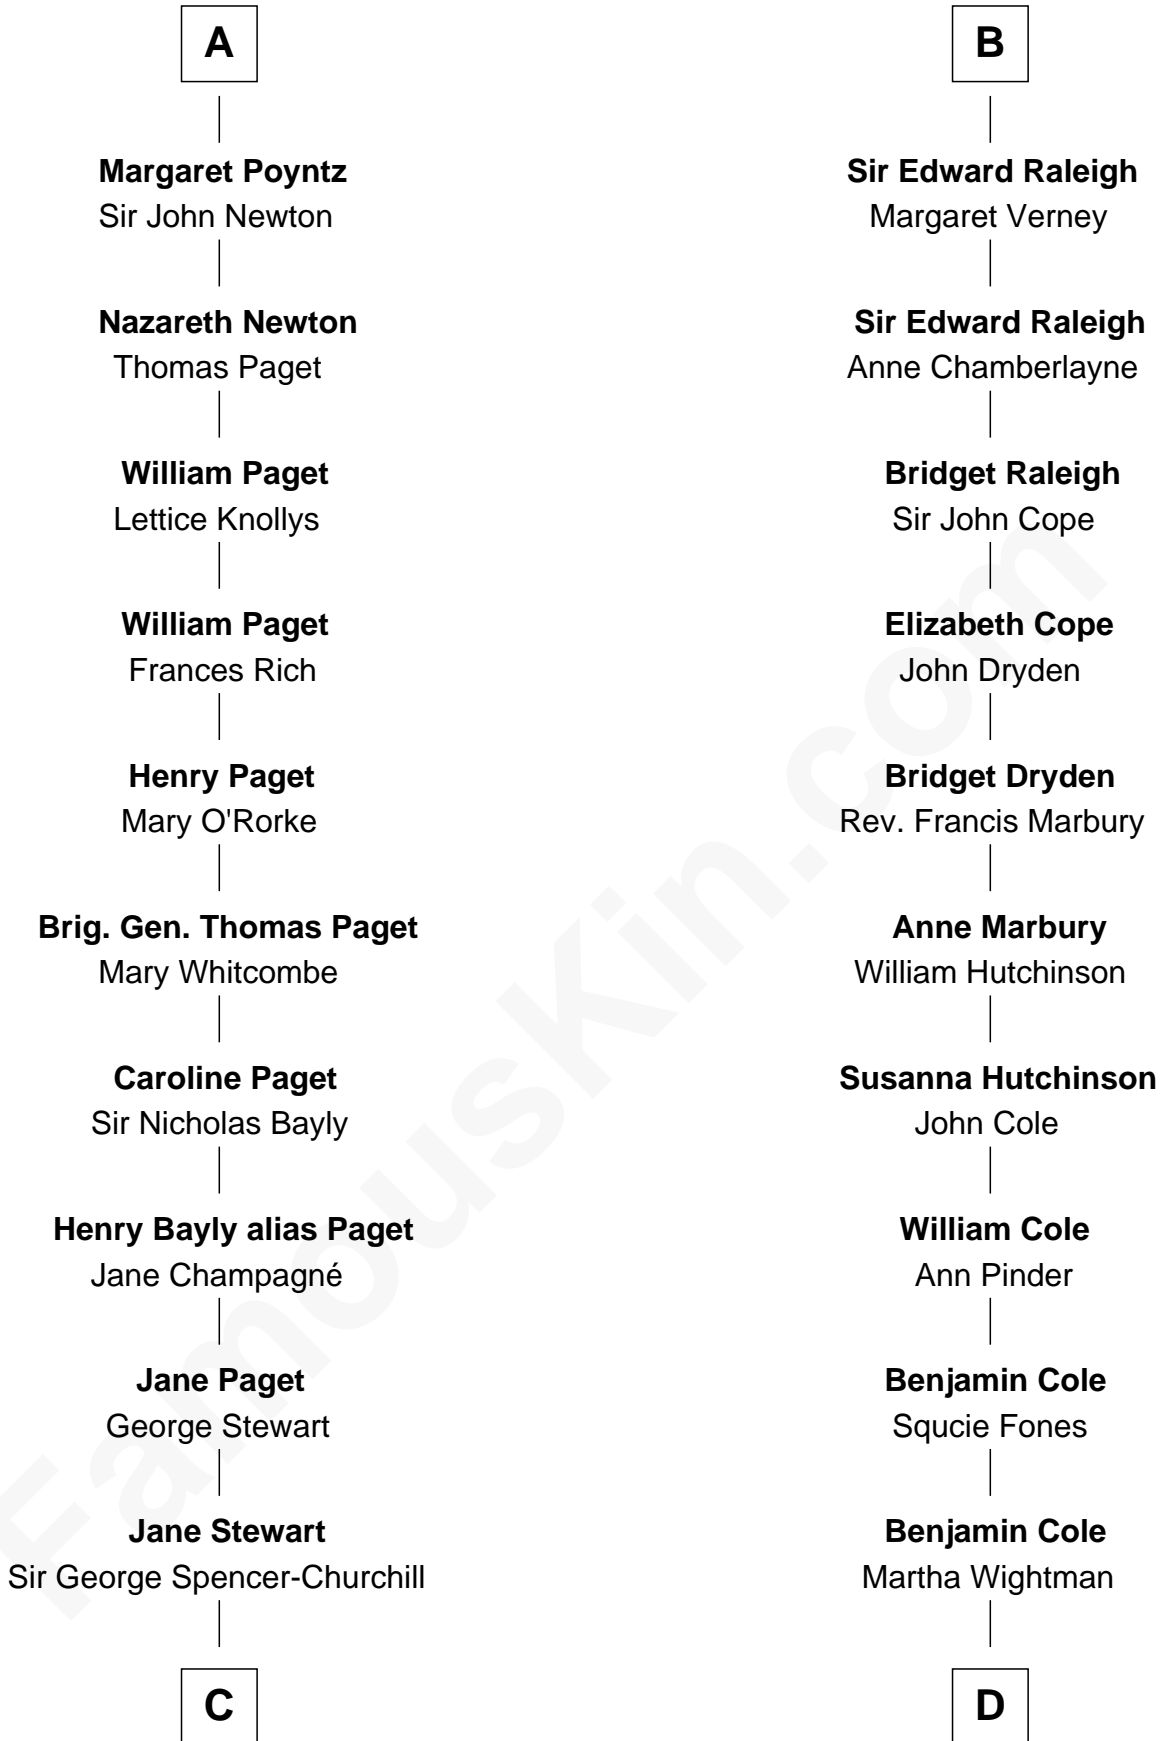 A
Margaret Poyntz
Sir John Newton
Nazareth Newton
Thomas Paget
William Paget
Lettice Knollys
William Paget
Frances Rich
Henry Paget
Mary O'Rorke
Brig. Gen. Thomas Paget
Mary Whitcombe
Caroline Paget
Sir Nicholas Bayly
Henry Bayly alias Paget
Jane Champagné
Jane Paget
George Stewart
Jane Stewart
Sir George Spencer-Churchill
C
B
Sir Edward Raleigh
Margaret Verney
Sir Edward Raleigh
Anne Chamberlayne
Bridget Raleigh
Sir John Cope
Elizabeth Cope
John Dryden
Bridget Dryden
Rev. Francis Marbury
Anne Marbury
William Hutchinson
Susanna Hutchinson
John Cole
William Cole
Ann Pinder
Benjamin Cole
Squcie Fones
Benjamin Cole
Martha Wightman
D
FamousKin.com